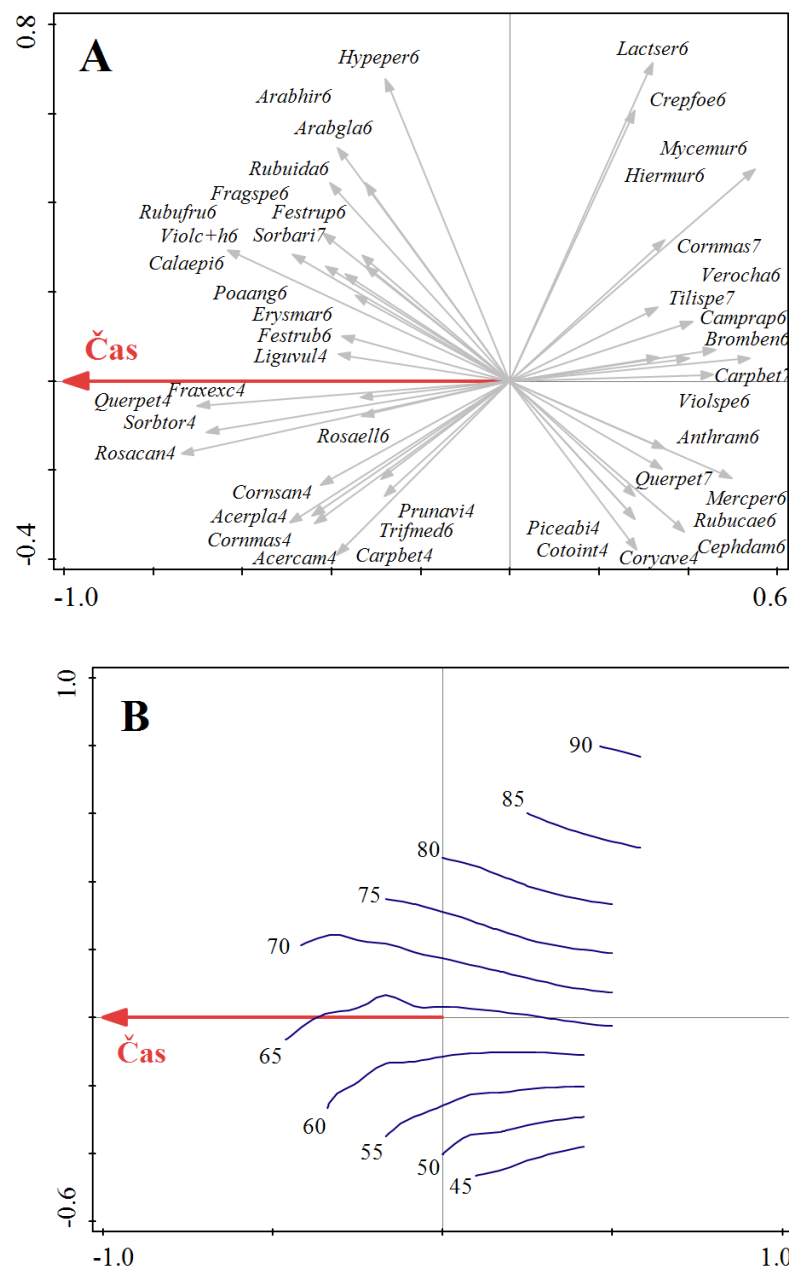 0.8
A
Hypeper6
Lactser6
Arabhir6
Crepfoe6
Arabgla6
Mycemur6
Rubuida6
Hiermur6
Fragspe6
Rubufru6
Festrup6
Violc+h6
Sorbari7
Cornmas7
Calaepi6
Verocha6
Poaang6
Tilispe7
Erysmar6
Camprap6
Festrub6
Bromben6
Čas
Liguvul4
Carpbet7
Fraxexc4
Querpet4
Violspe6
Sorbtor4
Rosaell6
Anthram6
Rosacan4
Querpet7
Cornsan4
Mercper6
Acerpla4
Prunavi4
Rubucae6
Trifmed6
Piceabi4
Cornmas4
Cephdam6
Cotoint4
Acercam4
Carpbet4
Coryave4
-0.4
-1.0
0.6
1.0
B
90
85
80
75
70
Čas
65
60
55
50
45
-0.6
-1.0
1.0